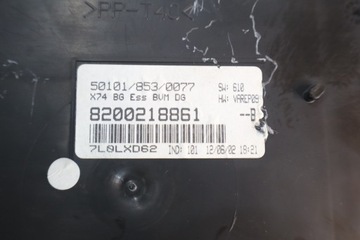 >PP-T40<
50101/853/0077 SW: 610
X74 BG Ess BVM DG HW: VAREP09
8200218861 --B
7L0LXD62 IND: 101 12/06/02 18:21